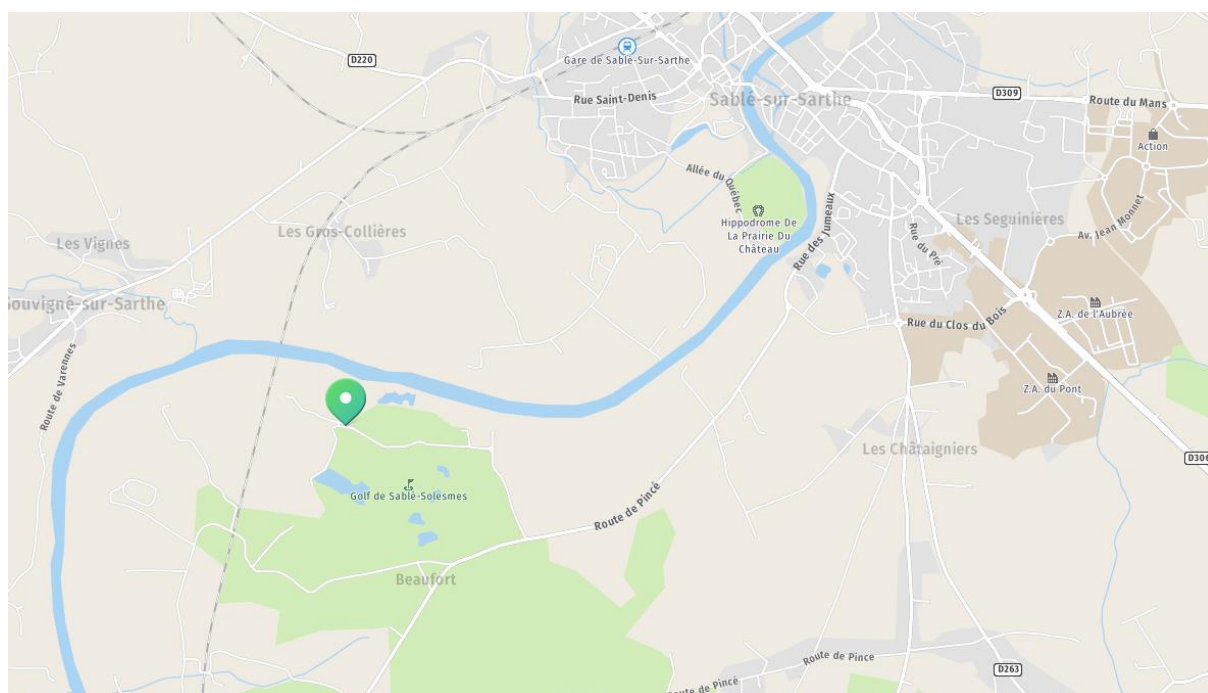 D220
Gare de Sablé-Sur-Sarthe
Rue Saint-Denis
Sablé-sur-Sarthe
D309
Route du Mans
Action
Allée du Québec
Hippodrome De
La Prairie Du
Château
Rue des Jumeaux
Les Seguinières
Av. Jean Monnet
Rue du Pré
Les Vignes
Les Gros-Collières
Souvigné-sur-Sarthe
Z.A. de l'Aubrée
Rue du Clos du Bois
Route de Varennes
Z.A. du Pont
Les Châtaigniers
D306
Golf de Sablé-Solesmes
Route de Pincé
Beaufort
Route de Pincé
D263
Route de Pincé